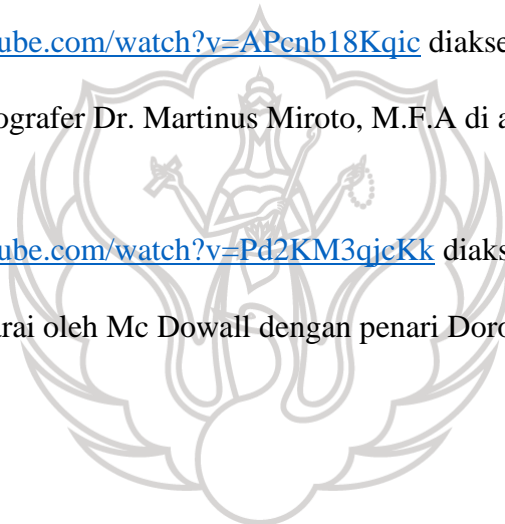 ube.com/watch?v=APcnb18Kqic diakse
ografer Dr. Martinus Miroto, M.F.A di a
ube.com/watch?v=Pd2KM3qjcKk diaks
arai oleh Mc Dowall dengan penari Doro